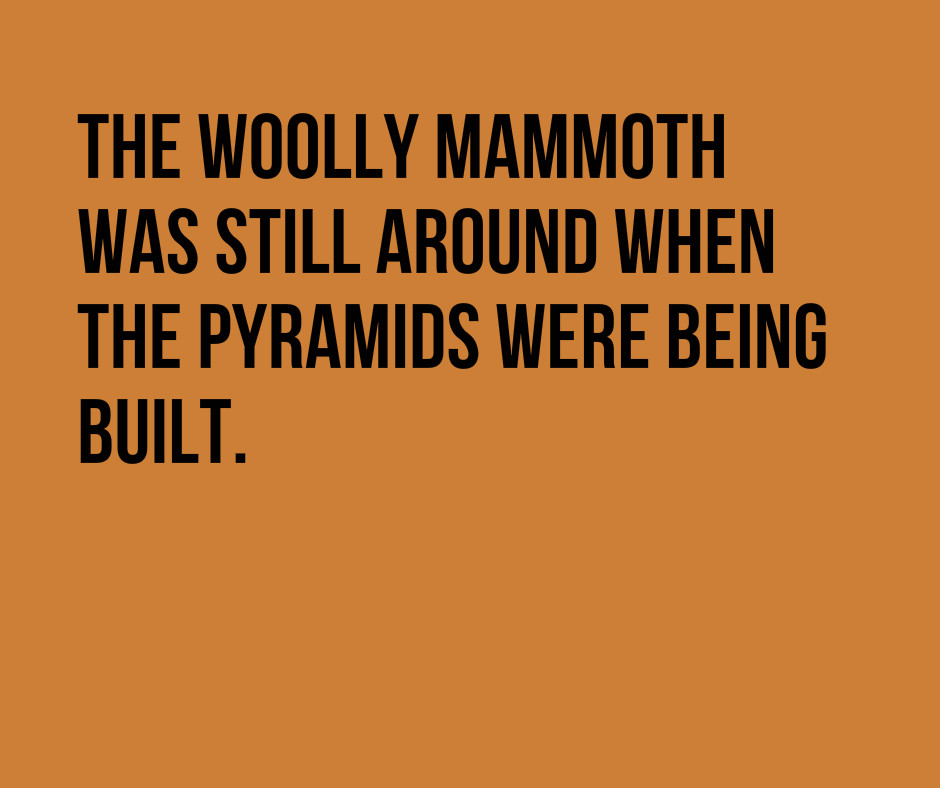 THE WOOLLY MAMMOTH
WAS STILL AROUND WHEN
THE PYRAMIDS WERE BEING
BUILT.